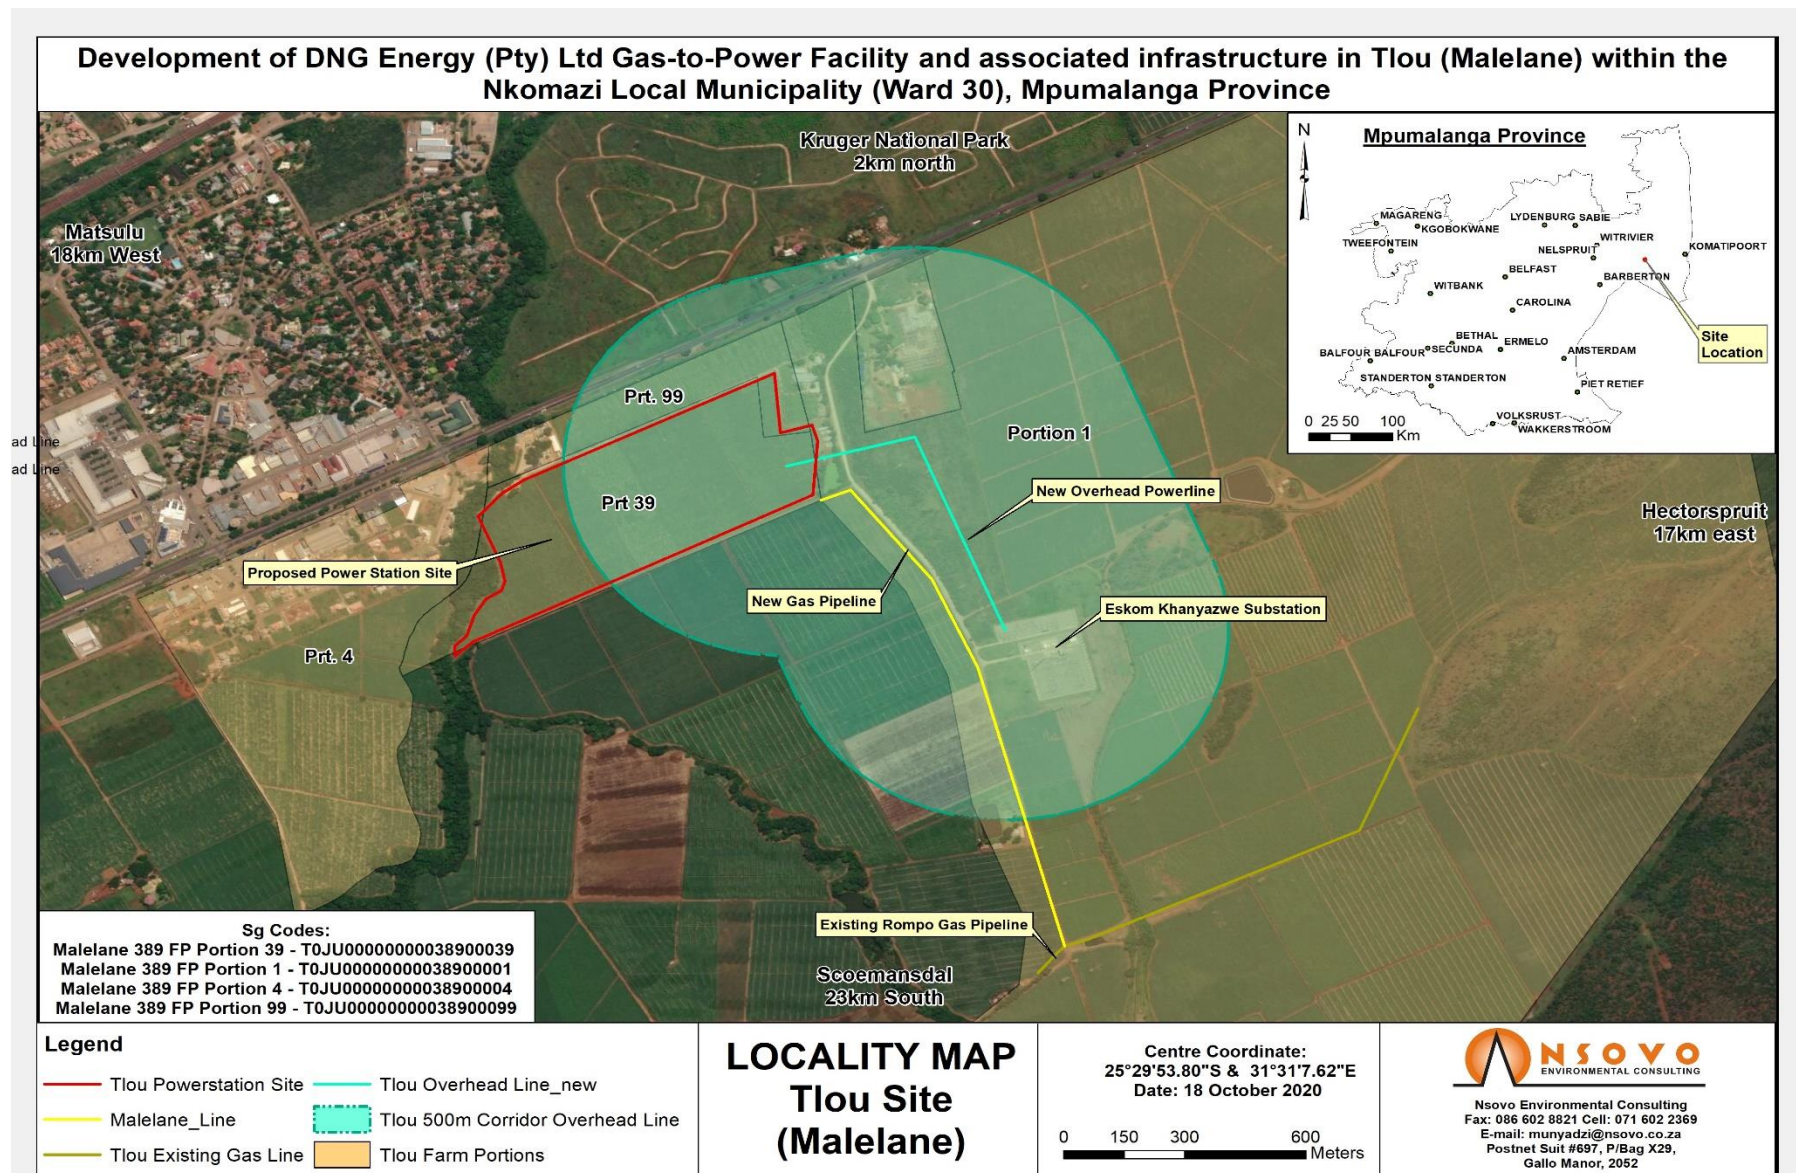 Development of DNG Energy (Pty) Ltd Gas-to-Power Facility and associated infrastructure in Tlou (Malelane) within the
Nkomazi Local Municipality (Ward 30), Mpumalanga Province
Kruger National Park
2km north
Matsulu
18km West
ad Line
ad Line
Prt. 99
Prt 39
Portion 1
Prt. 4
New Overhead Powerline
Proposed Power Station Site
New Gas Pipeline
Eskom Khanyazwe Substation
Hectorspruit
17km east
Existing Rompo Gas Pipeline
Scoemansdal
23km South
N
Mpumalanga Province
MAGARENG
KGOBOKWANE
TWEEFONTEIN
LYDENBURG
SABIE
WITRIVIER
NELSPRUIT
KOMATIPOORT
BELFAST
BARBERTON
WITBANK
CAROLINA
BETHAL
ERMELO
BALFOUR
BALFOUR
SECUNDA
AMSTERDAM
STANDERTON
STANDERTON
PIET RETIEF
VOLKSRUST
WAKKERSTROOM
Site
Location
0 25 50 100
Km
Sg Codes:
Malelane 389 FP Portion 39 - T0JU00000000038900039
Malelane 389 FP Portion 1 - T0JU00000000038900001
Malelane 389 FP Portion 4 - T0JU00000000038900004
Malelane 389 FP Portion 99 - T0JU00000000038900099
Legend
Tlou Powerstation Site
Malelane_Line
Tlou Existing Gas Line
Tlou Overhead Line_new
Tlou 500m Corridor Overhead Line
Tlou Farm Portions
LOCALITY MAP
Tlou Site
(Malelane)
Centre Coordinate:
25°29'53.80"S & 31°31'7.62"E
Date: 18 October 2020
0 150 300 600
Meters
NSOVO
ENVIRONMENTAL CONSULTING
Nsovo Environmental Consulting
Fax: 086 602 8821 Cell: 071 602 2369
E-mail: munyadzi@nsovo.co.za
Postnet Suit #697, P/Bag X29,
Gallo Manor, 2052